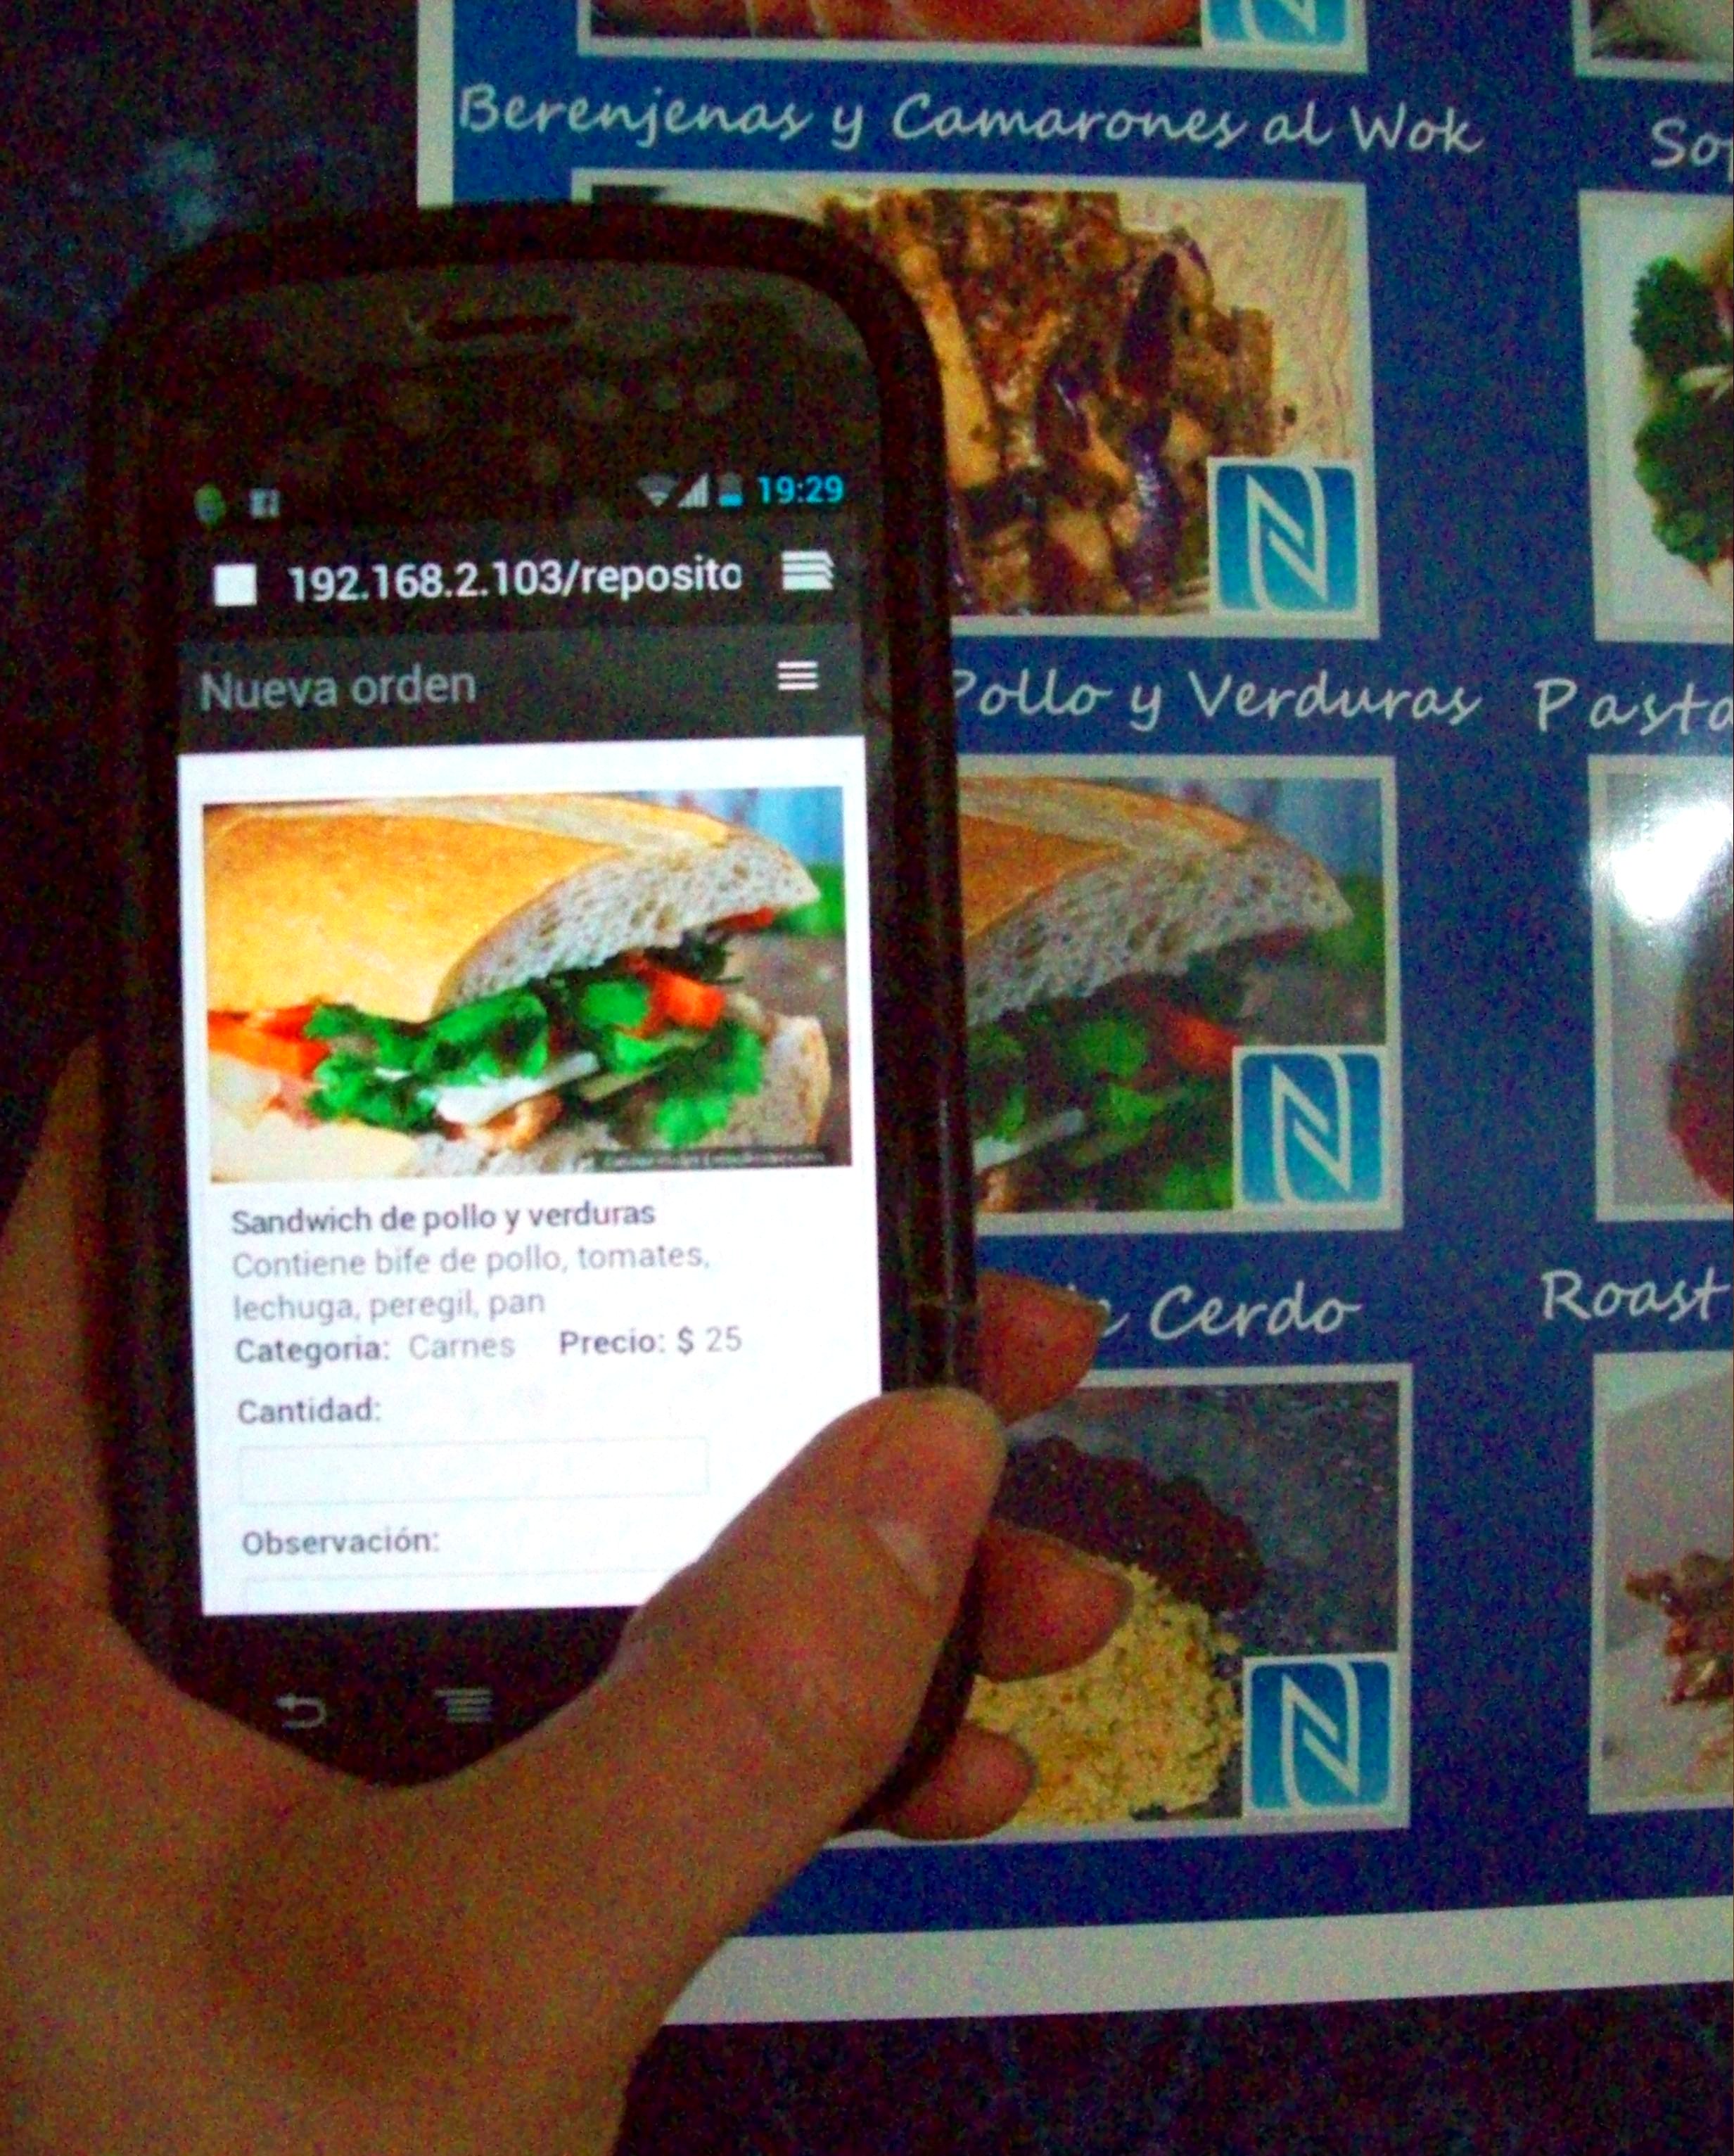 Berenjenas y Camarones al Wok
19:29
192.168.2.103/reposito
Nueva orden
Pollo y Verduras
Sandwich de pollo y verduras
Contiene bife de pollo, tomates,
lechuga, peregil, pan
Categoria: Carnes Precio: $ 25
Cantidad:
Observación:
Cerdo
Roast